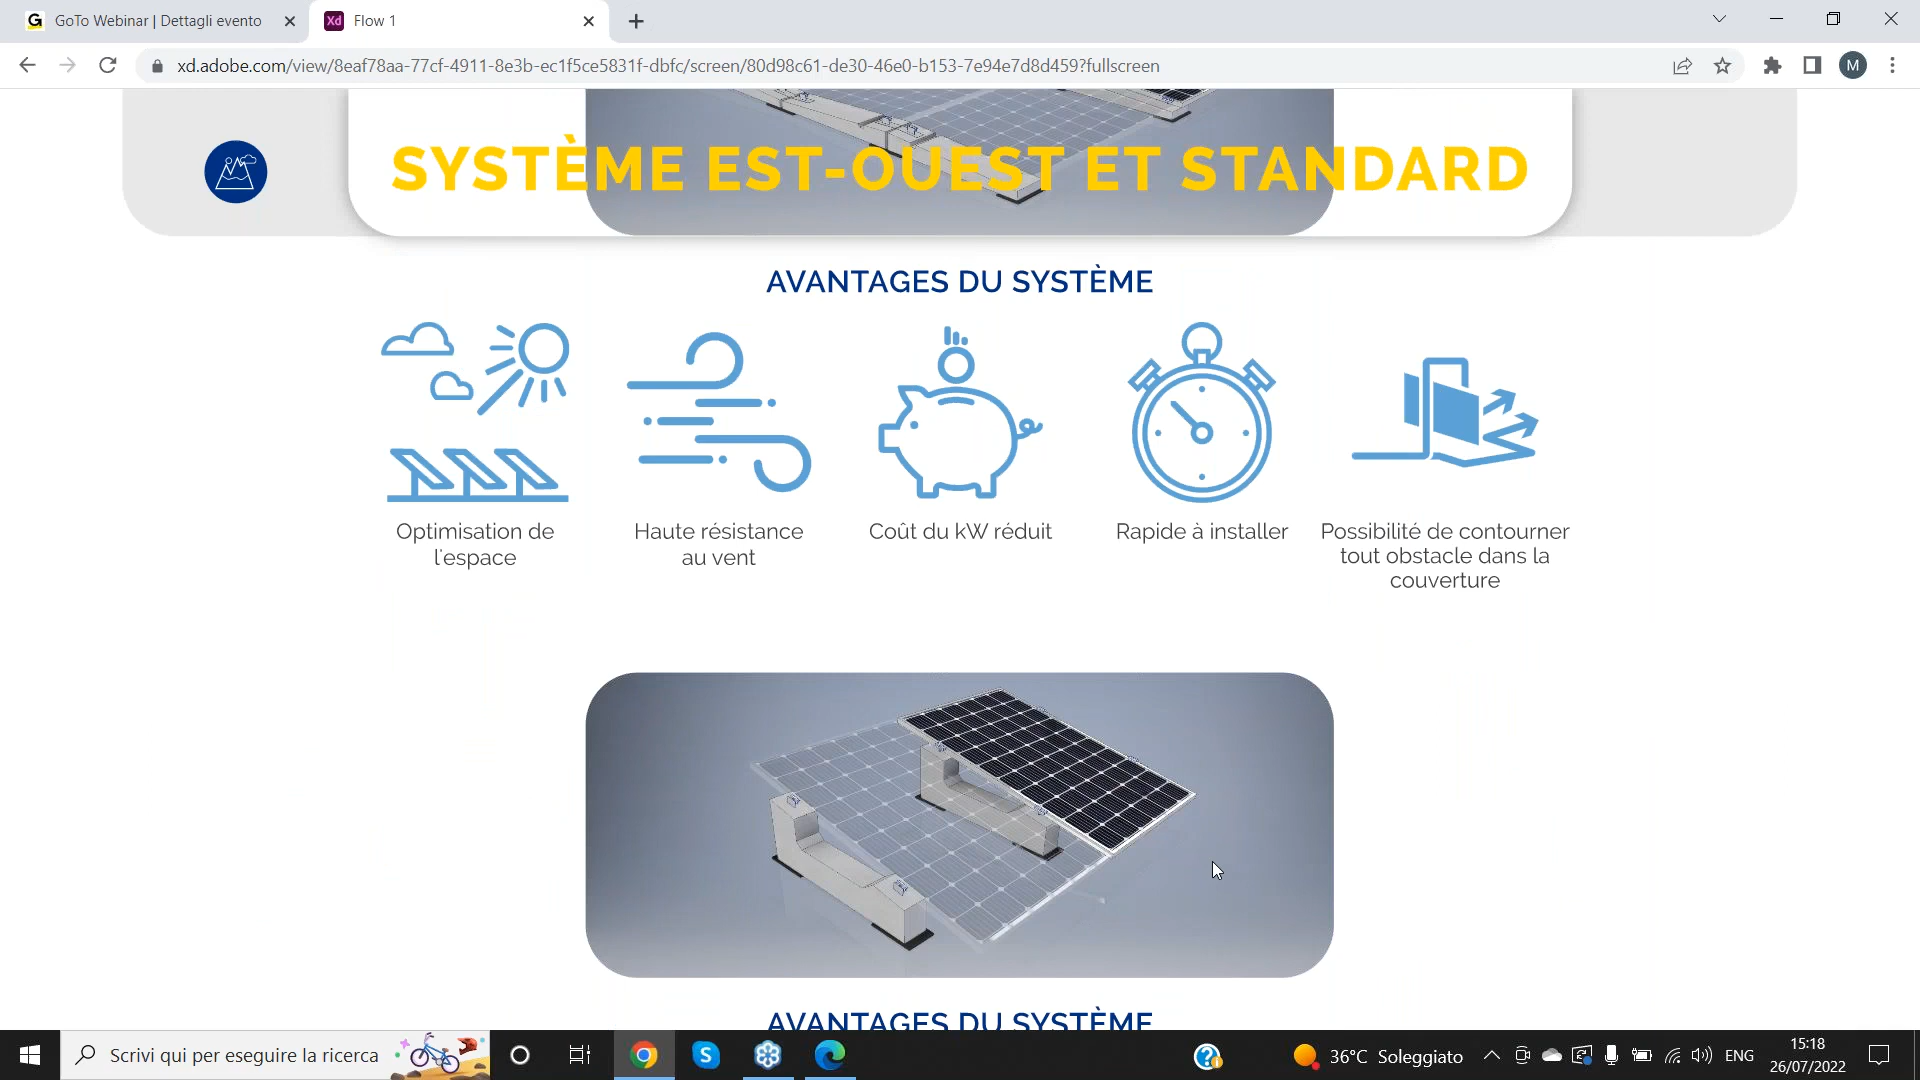 GoTo Webinar | Dettagli evento
Xd Flow 1
xd.adobe.com/view/8eaf78aa-77cf-4911-8e3b-ec1f5ce5831f-dbfc/screen/80d98c61-de30-46e0-b153-7e94e7d8d459?fullscreen
M
SYSTÈME EST-OUEST ET STANDARD
AVANTAGES DU SYSTÈME
Optimisation de
l'espace
Haute résistance
au vent
Coût du kW réduit
Rapide à installer
Possibilité de contourner
tout obstacle dans la
couverture
AVANTAGES DU SYSTÈME
Scrivi qui per eseguire la ricerca
36°C Soleggiato
ENG
15:18
26/07/2022